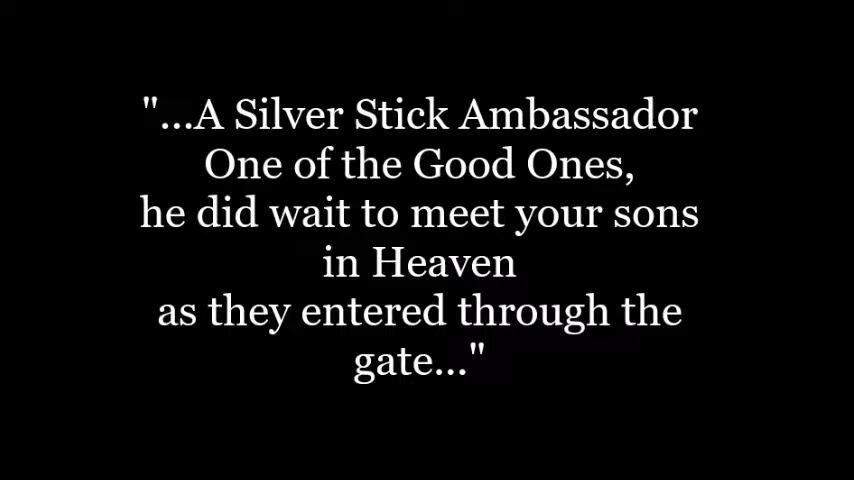 "...A Silver Stick Ambassador
One of the Good Ones,
he did wait to meet your sons
in Heaven
as they entered through the
gate..."